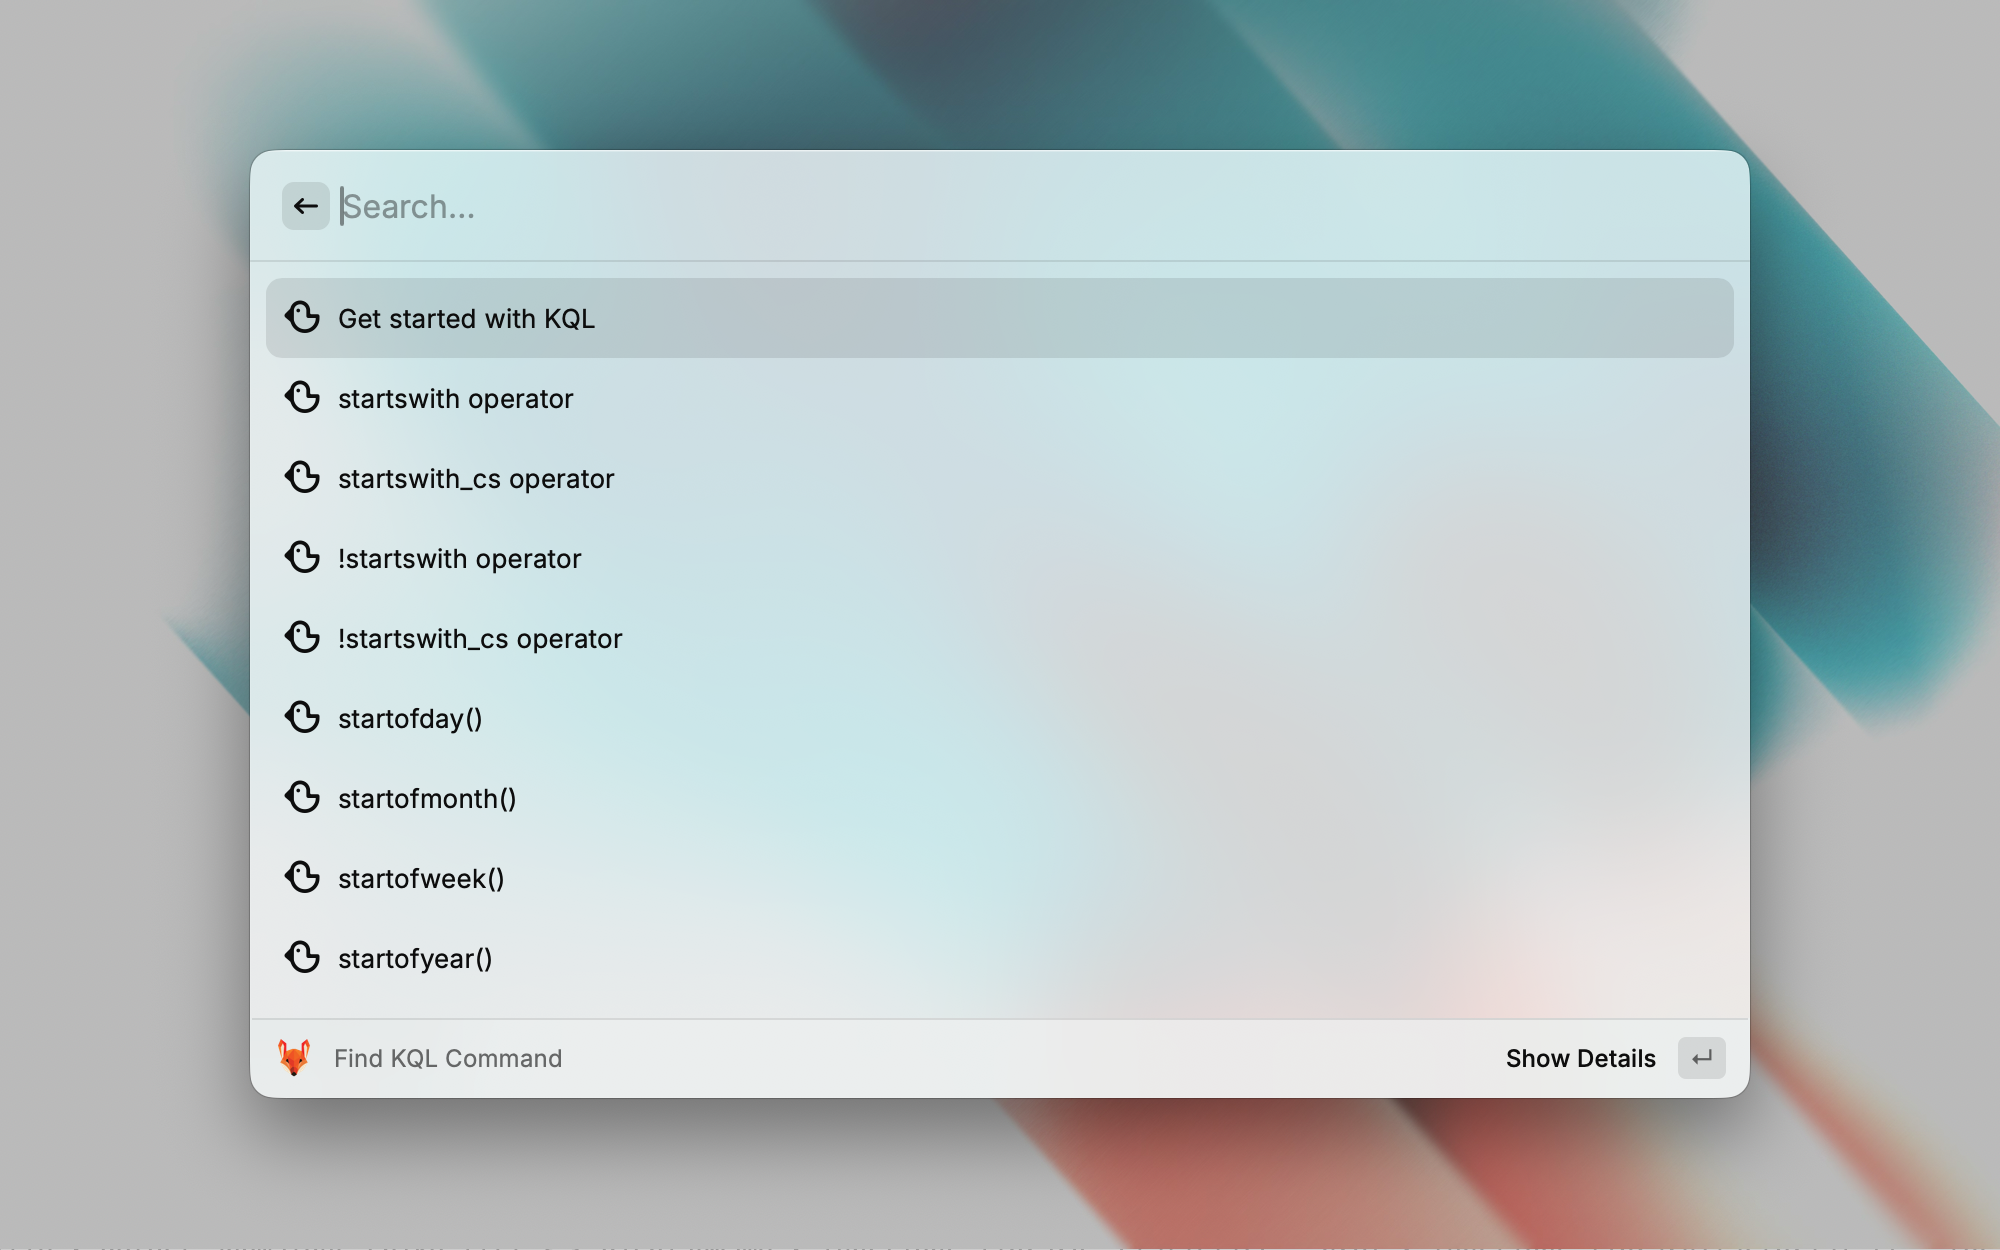 Search...
Get started with KQL
startswith operator
startswith_cs operator
!startswith operator
!startswith_cs operator
startofday()
startofmonth()
startofweek()
startofyear()
Find KQL Command
Show Details